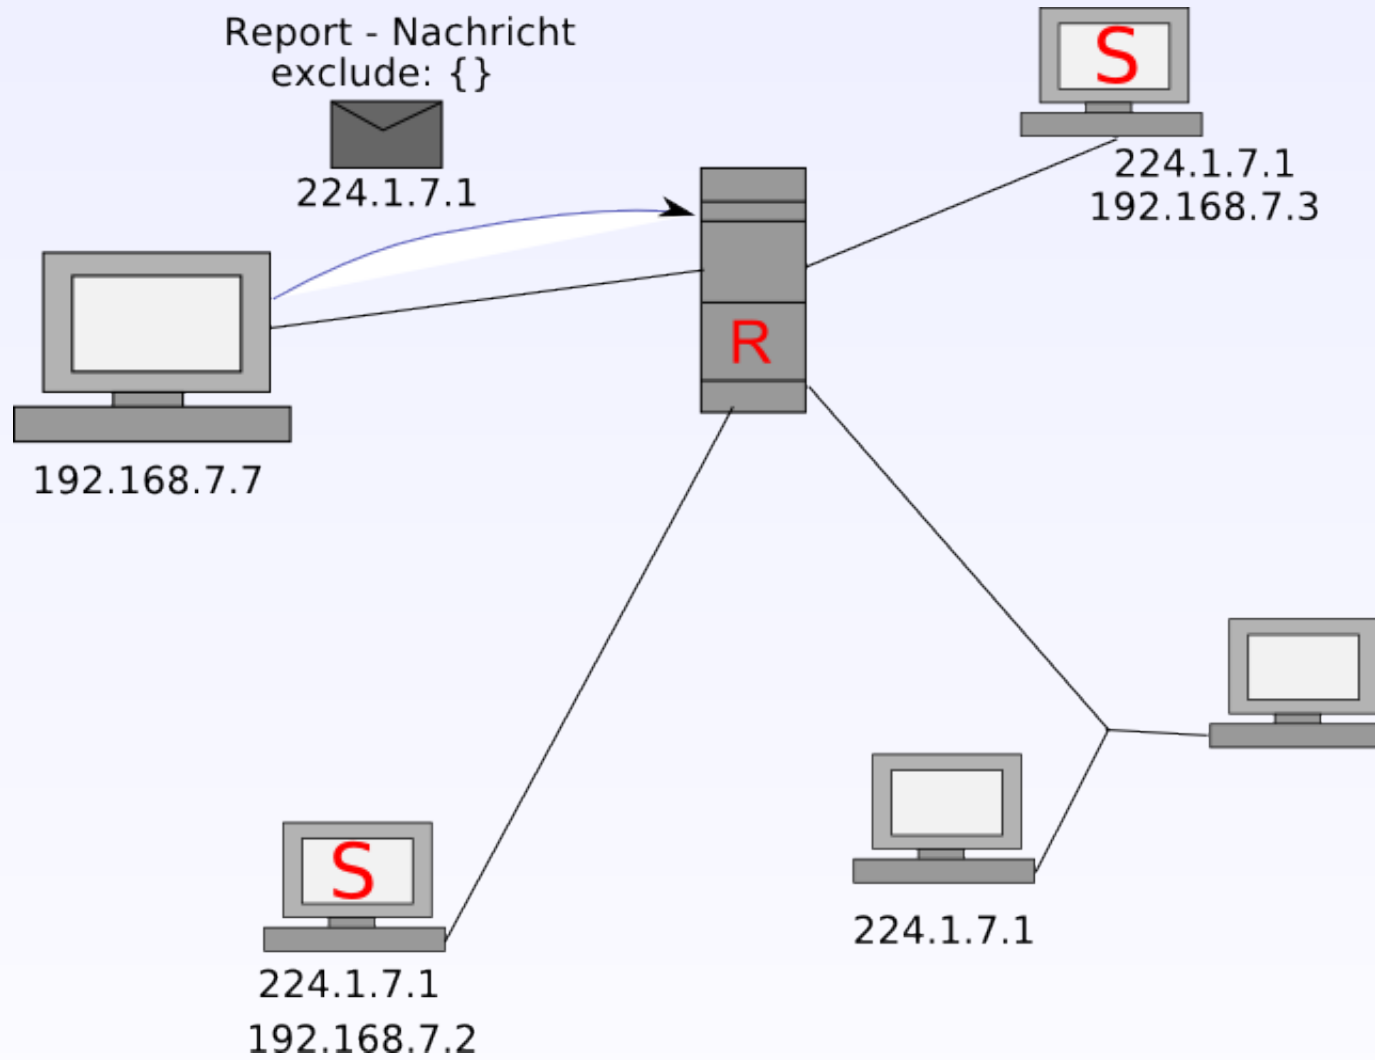 Report - Nachricht
exclude: {}
224.1.7.1
S
224.1.7.1
192.168.7.3
R
192.168.7.7
S
224.1.7.1
192.168.7.2
224.1.7.1